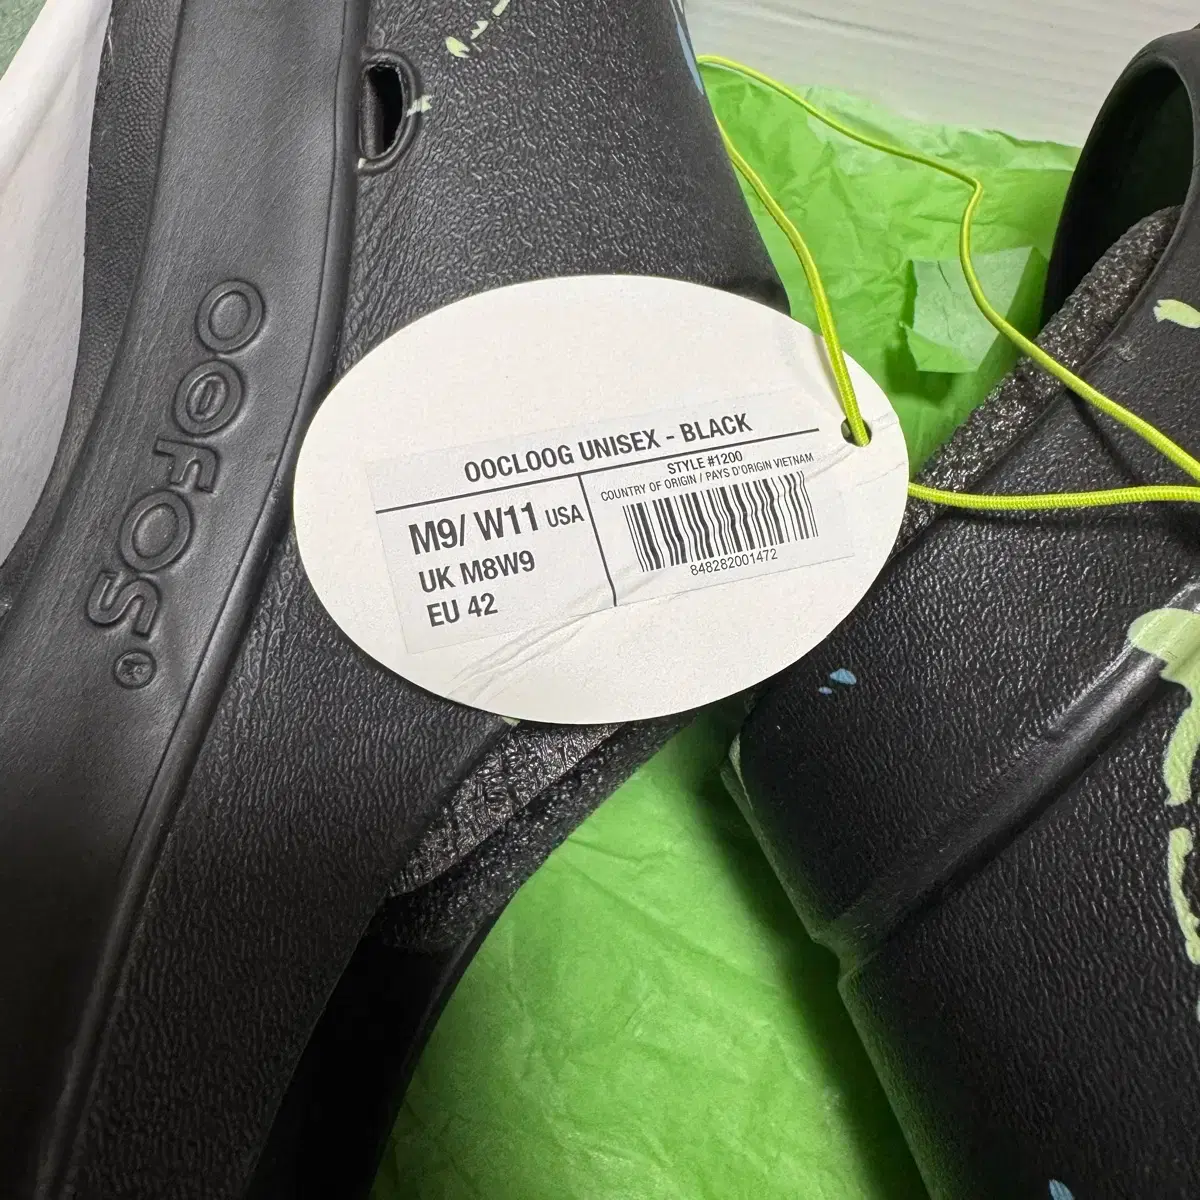 OOFOS®
OOCLOOG UNISEX - BLACK
M9/ W11 USA
UK M8W9
EU 42
STYLE #1200
COUNTRY OF ORIGIN / PAYS D'ORIGIN VIETNAM
848282001472